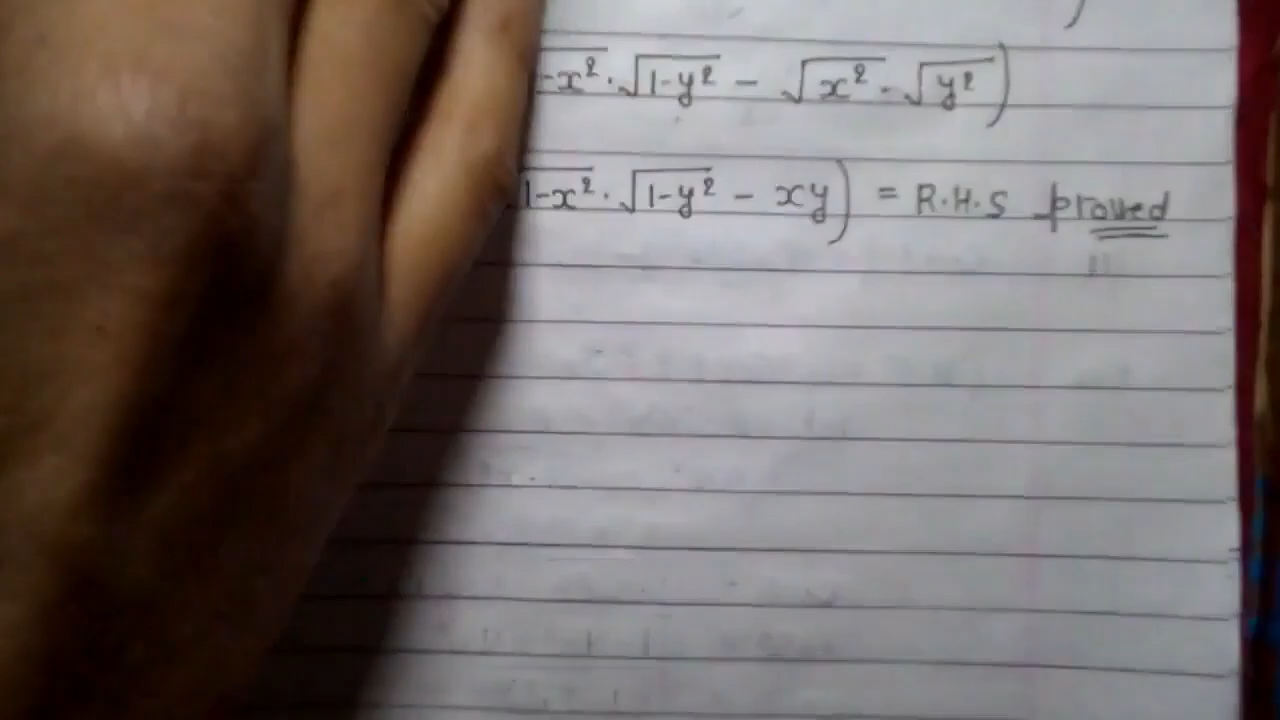 -x²·√1-y² - √x²·√y²)
1-x²·√1-y² - xy) = R.H.S proved